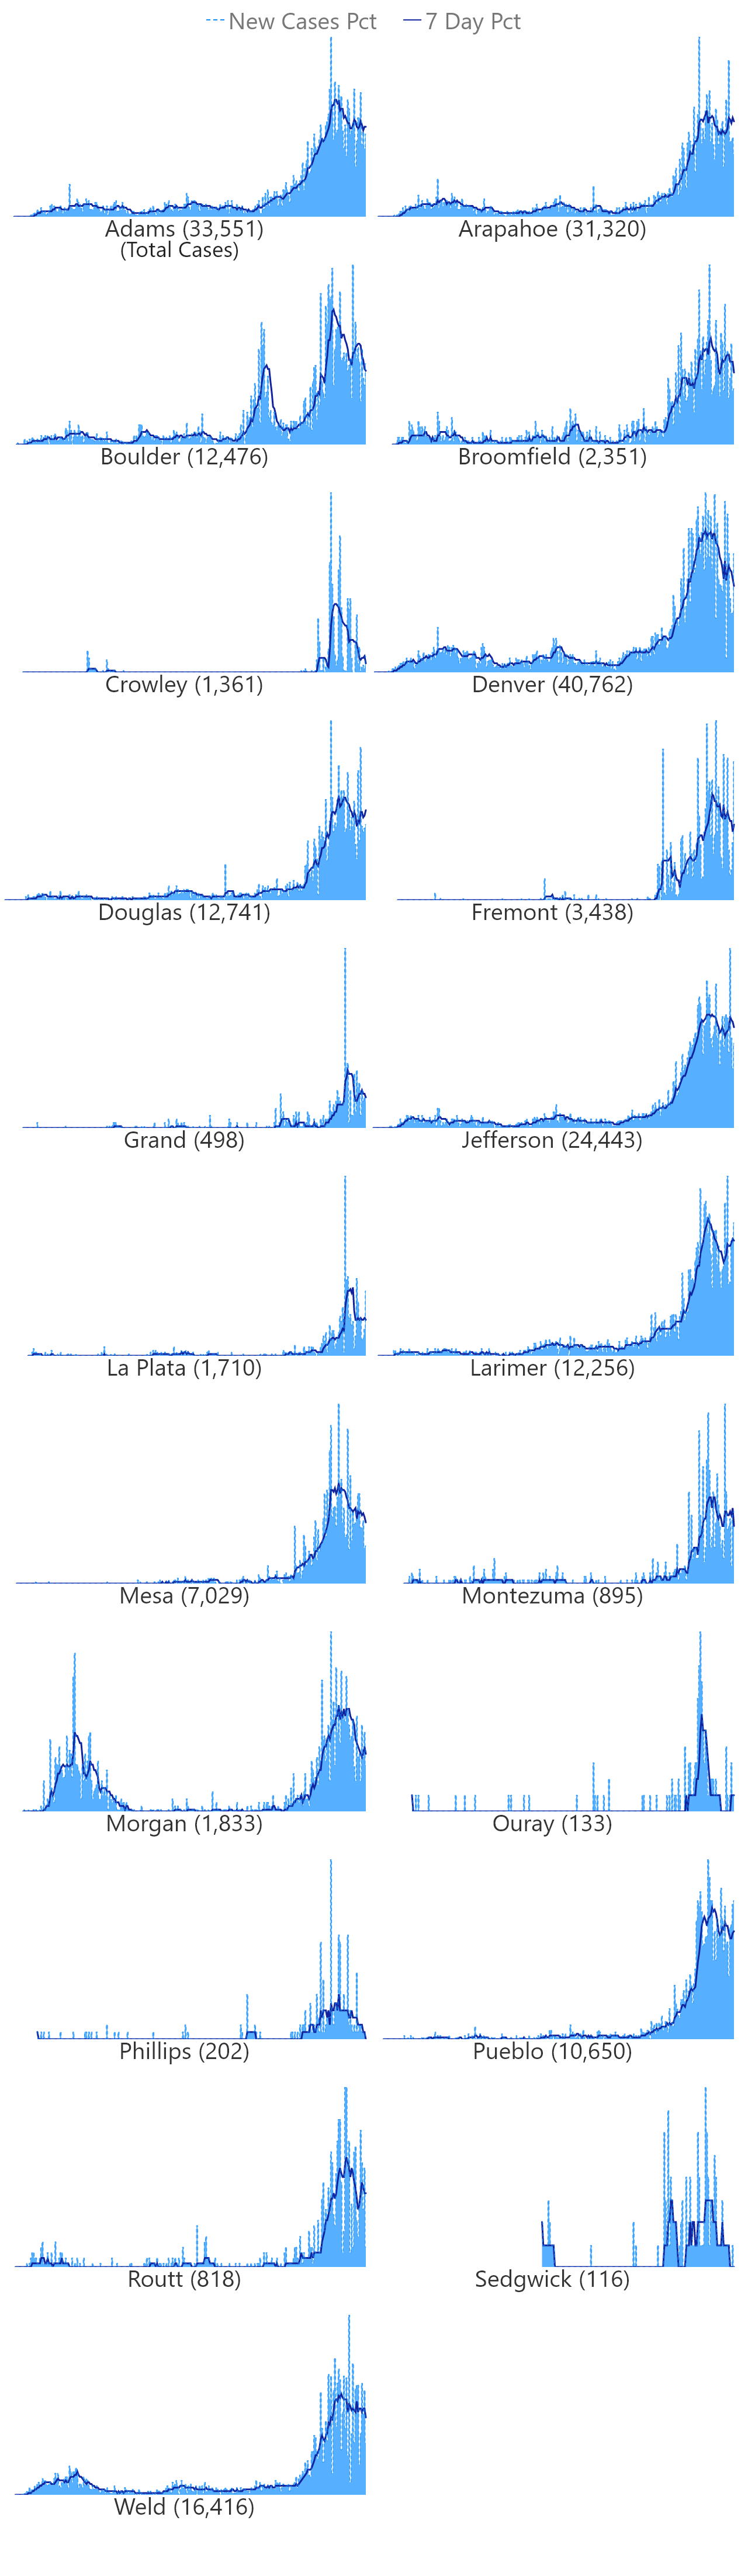 New Cases Pct 7 Day Pct
Adams (33,551) Arapahoe (31,320)
(Total Cases)
Boulder (12,476) Broomfield (2,351)
Crowley (1,361) Denver (40,762)
Douglas (12,741) Fremont (3,438)
Grand (498) Jefferson (24,443)
La Plata (1,710) Larimer (12,256)
Mesa (7,029) Montezuma (895)
Morgan (1,833) Ouray (133)
Phillips (202) Pueblo (10,650)
Routt (818) Sedgwick (116)
Weld (16,416)